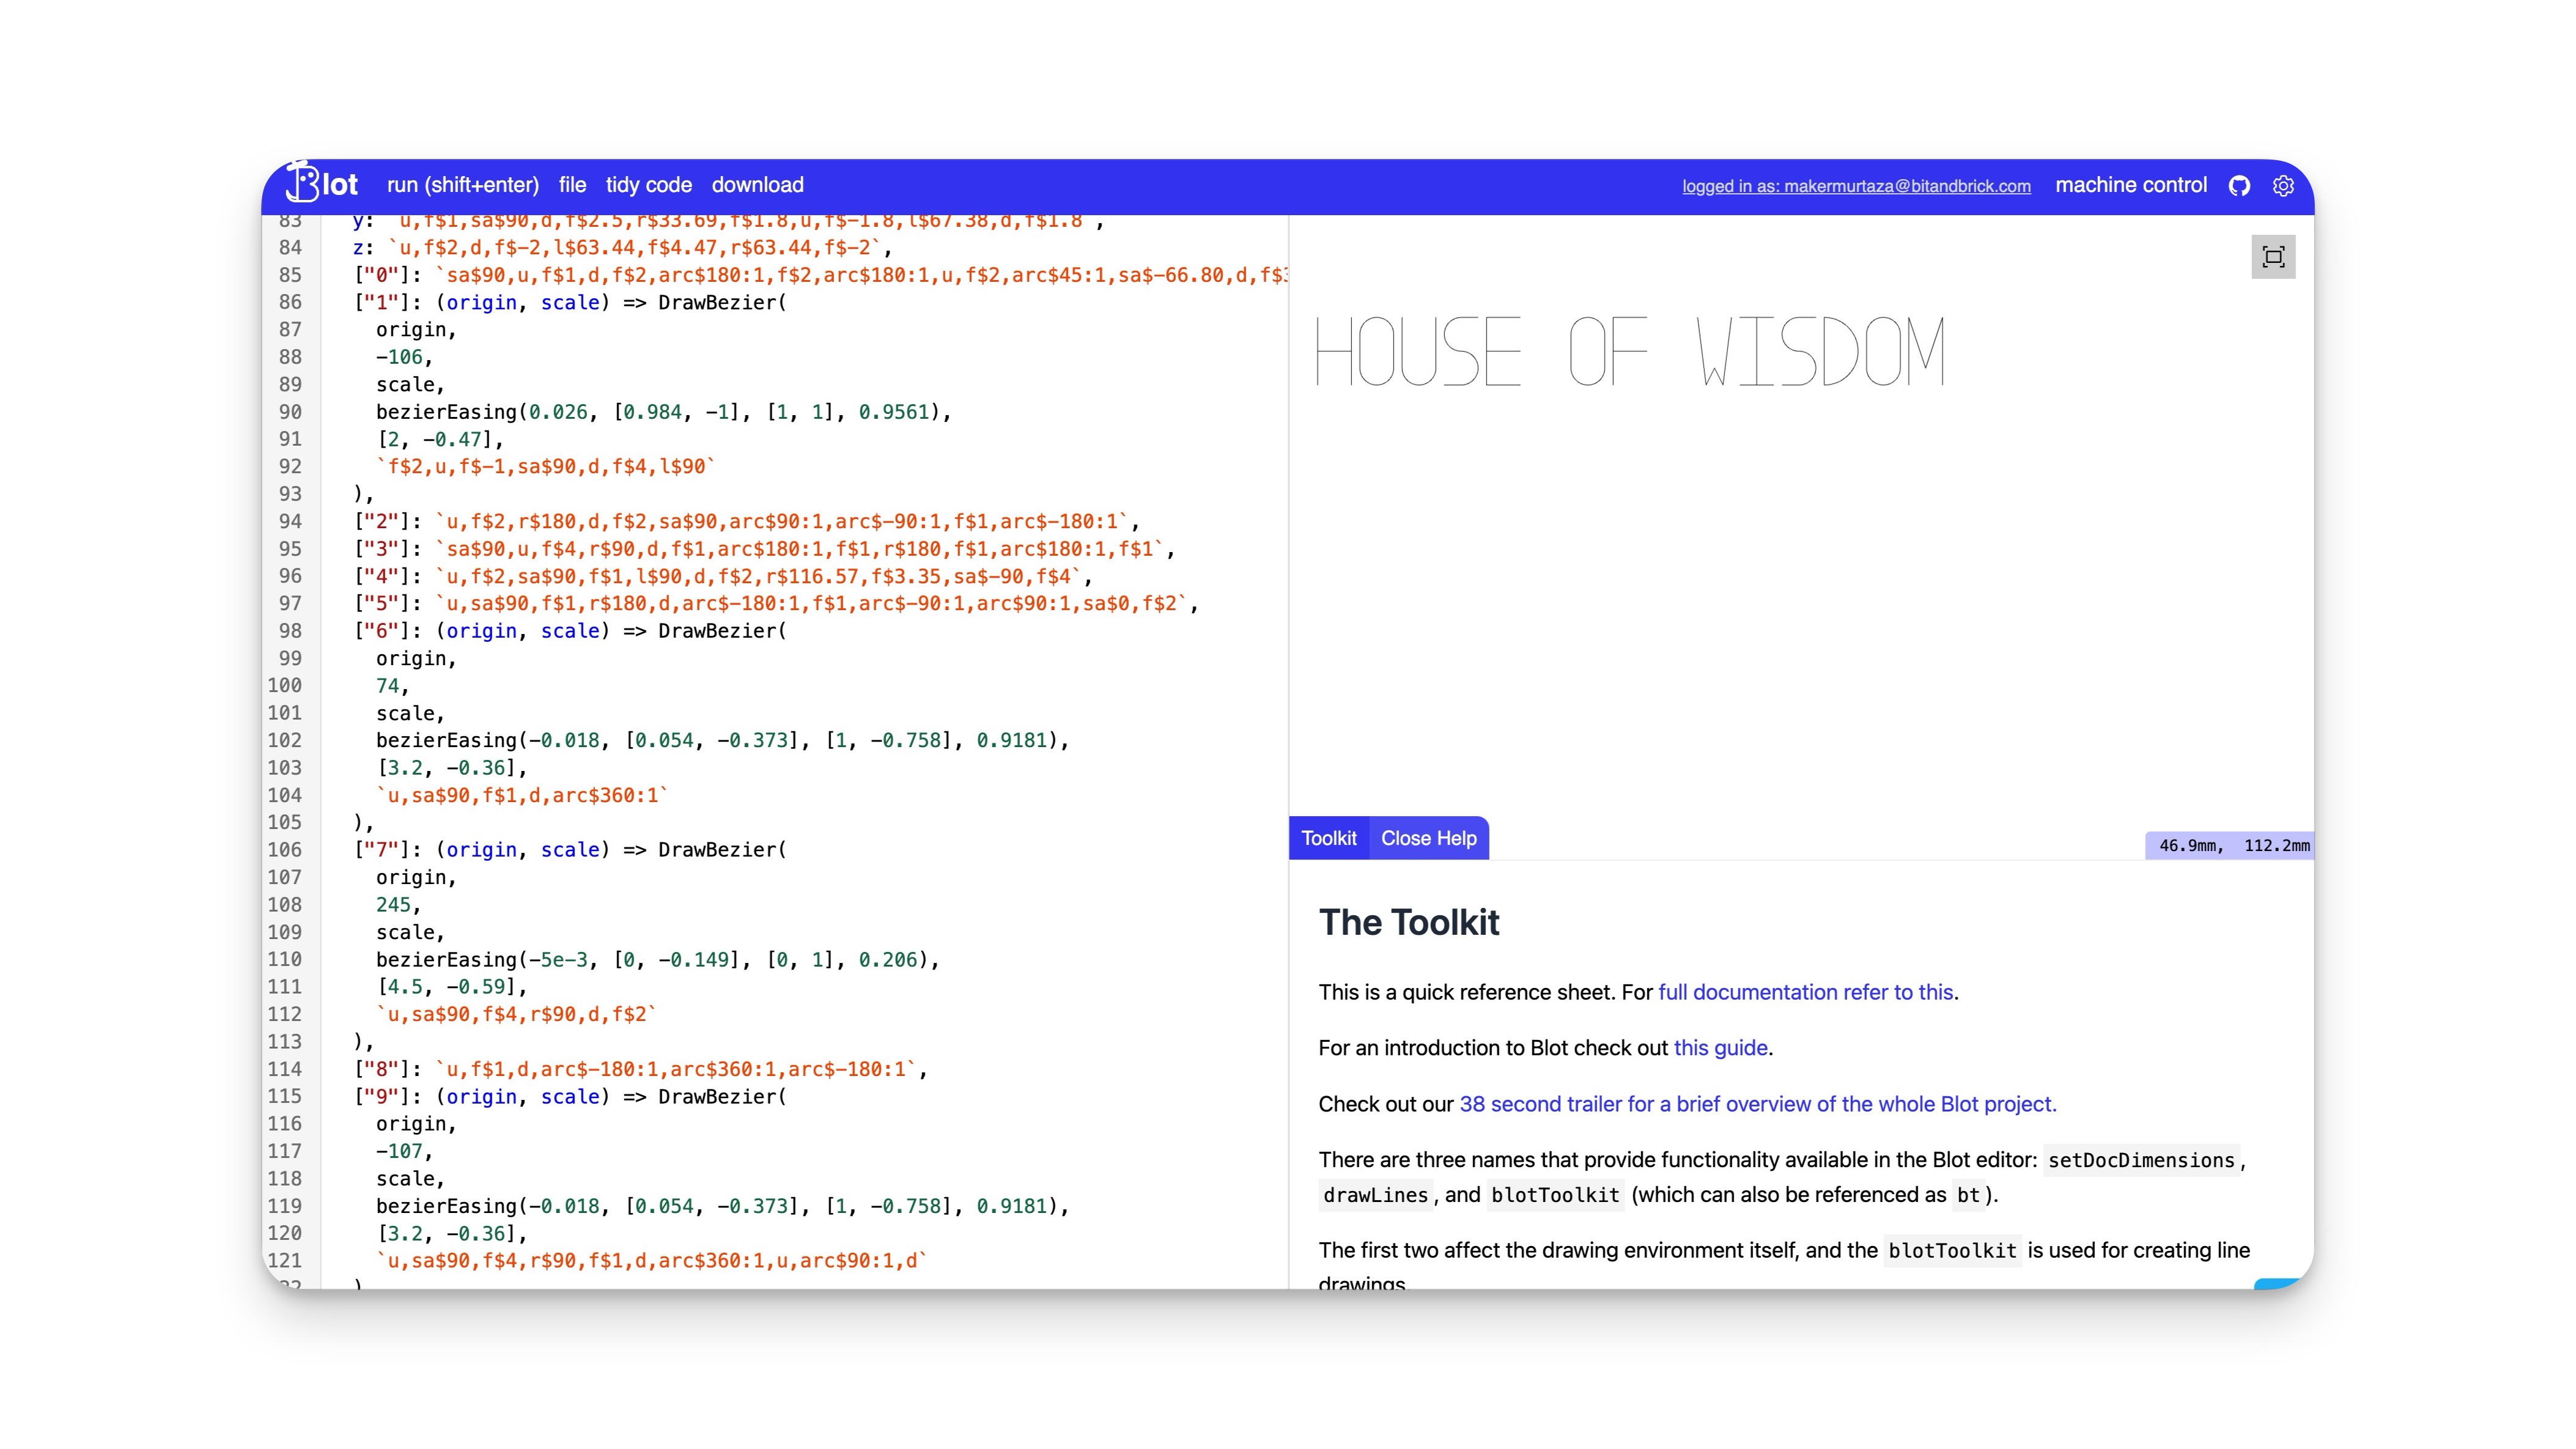 Blot run (shift+enter) file tidy code download logged in as: makermurtaza@bitandbrick.com machine control
83 y: `u,f$1,sa$90,d,f$2.5,r$33.69,f$1.8,u,f$-1.8,l$67.38,d,f$1.8`,
84 z: `u,f$2,d,f$-2,l$63.44,f$4.47,r$63.44,f$-2`,
85 ["0"]: `sa$90,u,f$1,d,f$2,arc$180:1,f$2,arc$180:1,u,f$2,arc$45:1,sa$-66.80,d,f$
86 ["1"]: (origin, scale) => DrawBezier(
87 origin,
88 -106,
89 scale,
90 bezierEasing(0.026, [0.984, -1], [1, 1], 0.9561),
91 [2, -0.47],
92 `f$2,u,f$-1,sa$90,d,f$4,l$90`
93 ),
94 ["2"]: `u,f$2,r$180,d,f$2,sa$90,arc$90:1,arc$-90:1,f$1,arc$-180:1`,
95 ["3"]: `sa$90,u,f$4,r$90,d,f$1,arc$180:1,f$1,r$180,f$1,arc$180:1,f$1`,
96 ["4"]: `u,f$2,sa$90,f$1,l$90,d,f$2,r$116.57,f$3.35,sa$-90,f$4`,
97 ["5"]: `u,sa$90,f$1,r$180,d,arc$-180:1,f$1,arc$-90:1,arc$90:1,sa$0,f$2`,
98 ["6"]: (origin, scale) => DrawBezier(
99 origin,
100 74,
101 scale,
102 bezierEasing(-0.018, [0.054, -0.373], [1, -0.758], 0.9181),
103 [3.2, -0.36],
104 `u,sa$90,f$1,d,arc$360:1`
105 ),
106 ["7"]: (origin, scale) => DrawBezier(
107 origin,
108 245,
109 scale,
110 bezierEasing(-5e-3, [0, -0.149], [0, 1], 0.206),
111 [4.5, -0.59],
112 `u,sa$90,f$4,r$90,d,f$2`
113 ),
114 ["8"]: `u,f$1,d,arc$-180:1,arc$360:1,arc$-180:1`,
115 ["9"]: (origin, scale) => DrawBezier(
116 origin,
117 -107,
118 scale,
119 bezierEasing(-0.018, [0.054, -0.373], [1, -0.758], 0.9181),
120 [3.2, -0.36],
121 `u,sa$90,f$4,r$90,f$1,d,arc$360:1,u,arc$90:1,d`
HOUSE OF WISDOM
Toolkit Close Help
46.9mm, 112.2mm
The Toolkit
This is a quick reference sheet. For full documentation refer to this.
For an introduction to Blot check out this guide.
Check out our 38 second trailer for a brief overview of the whole Blot project.
There are three names that provide functionality available in the Blot editor: setDocDimensions,
drawLines, and blotToolkit (which can also be referenced as bt).
The first two affect the drawing environment itself, and the blotToolkit is used for creating line
drawings.